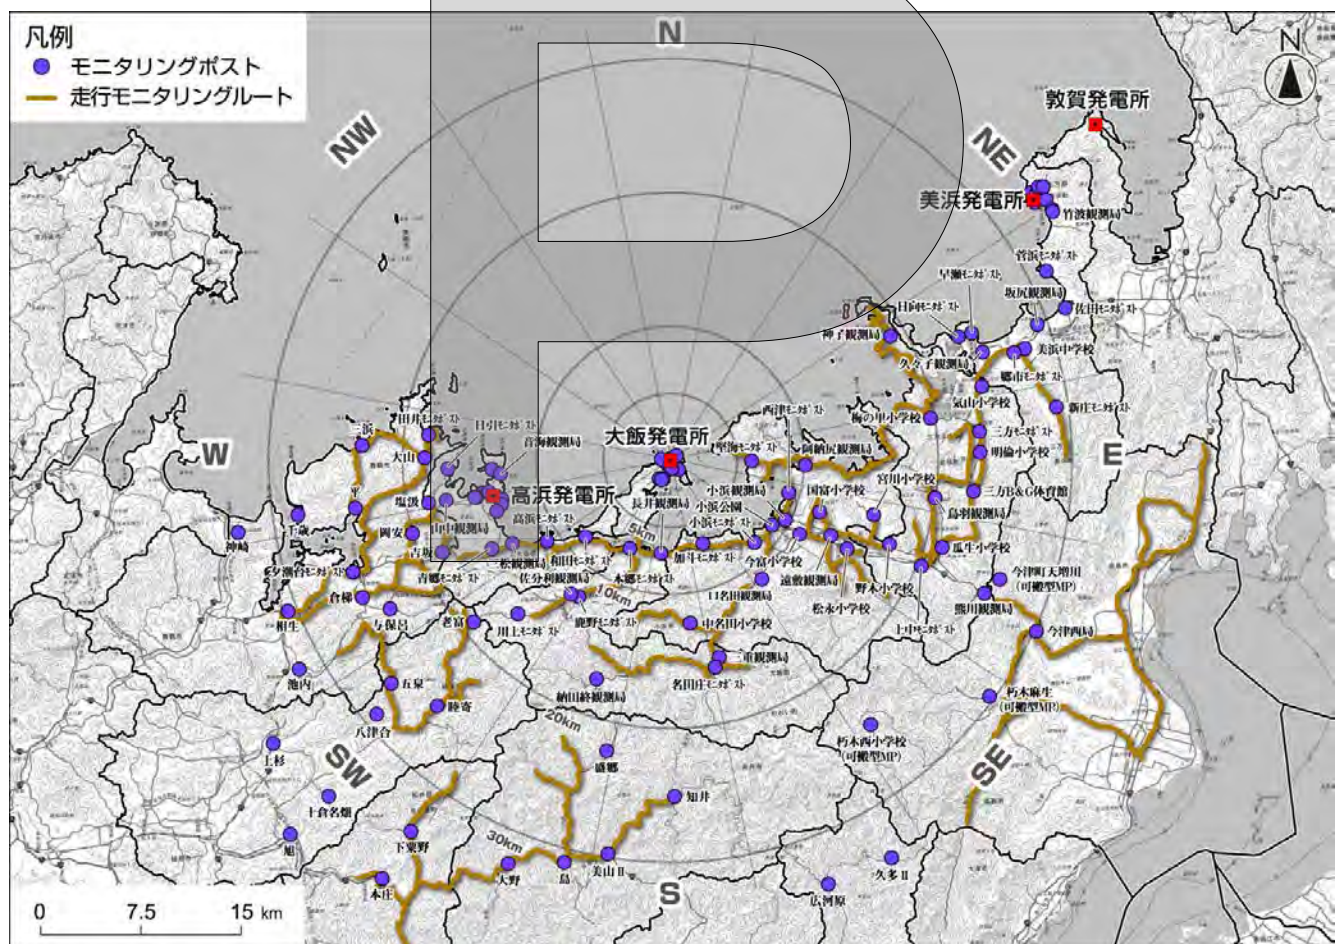 凡例
モニタリングポスト
走行モニタリングルート
N
N
NW
NE
敦賀発電所
美浜発電所
竹波観測局
菅浜モニタポスト
早瀬モニタポスト
坂尻観測局
日向モニタポスト
佐田モニタポスト
神子観測局
久々子観測局
美浜中学校
郷市モニタポスト
気山小学校
新庄モニタポスト
梅の里小学校
三方モニタポスト
明倫小学校
三方B&G体育館
鳥羽観測局
瓜生小学校
W
E
田井モニタポスト
日引モニタポスト
三浜
音海観測局
大山
大飯発電所
西津モニタポスト
堅海モニタポスト
阿納尻観測局
宮川小学校
国富小学校
小浜観測局
小浜公園
小浜モニタポスト
高浜発電所
長井観測局
平
塩汲
千歳
神崎
岡安
山中観測局
高浜モニタポスト
吉坂
小松観測局
和田モニタポスト
5km
加斗モニタポスト
今富小学校
遠敷観測局
野木小学校
今津町天増川
(可搬型MP)
夕潮台モニタポスト
青郷モニタポスト
佐分利観測局
本郷モニタポスト
10km
口名田観測局
松永小学校
上中モニタポスト
熊川観測局
倉梯
相生
与保呂
老富
川上モニタポスト
鹿野モニタポスト
中名田小学校
今津西局
三重観測局
名田庄モニタポスト
池内
五泉
納田終観測局
朽木麻生
(可搬型MP)
睦寄
八津合
20km
朽木西小学校
(可搬型MP)
上杉
SW
SE
盛郷
十倉名畑
知井
旭
下粟野
30km
大野
島
美山Ⅱ
久多Ⅱ
本庄
広河原
S
0
7.5
15 km